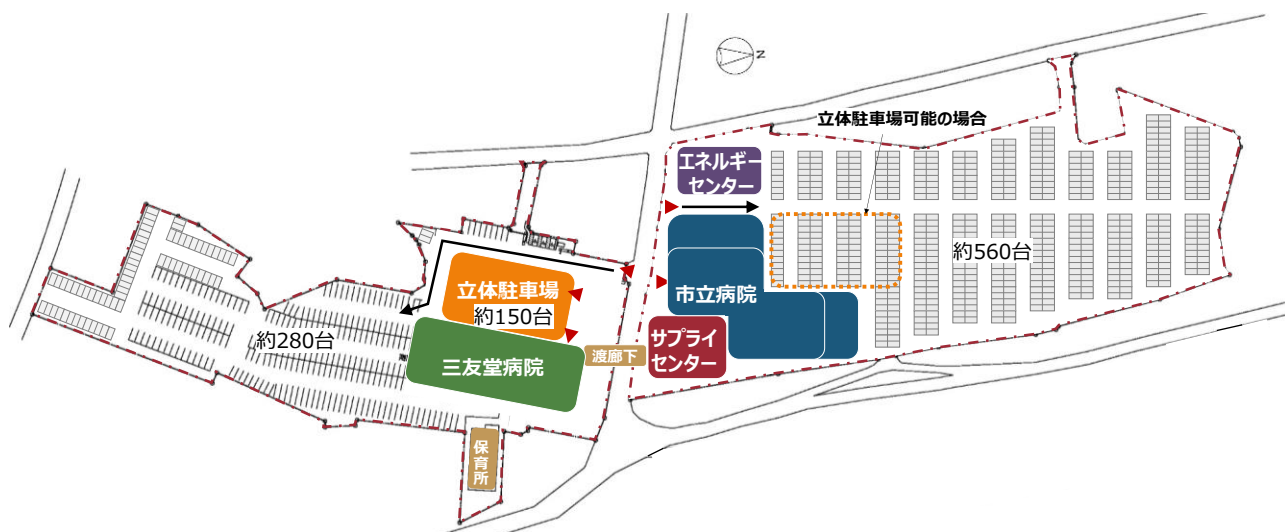 N
立体駐車場可能の場合
エネルギー
センター
約560台
市立病院
立体駐車場
約150台
約280台
サプライ
センター
渡廊下
三友堂病院
保育所